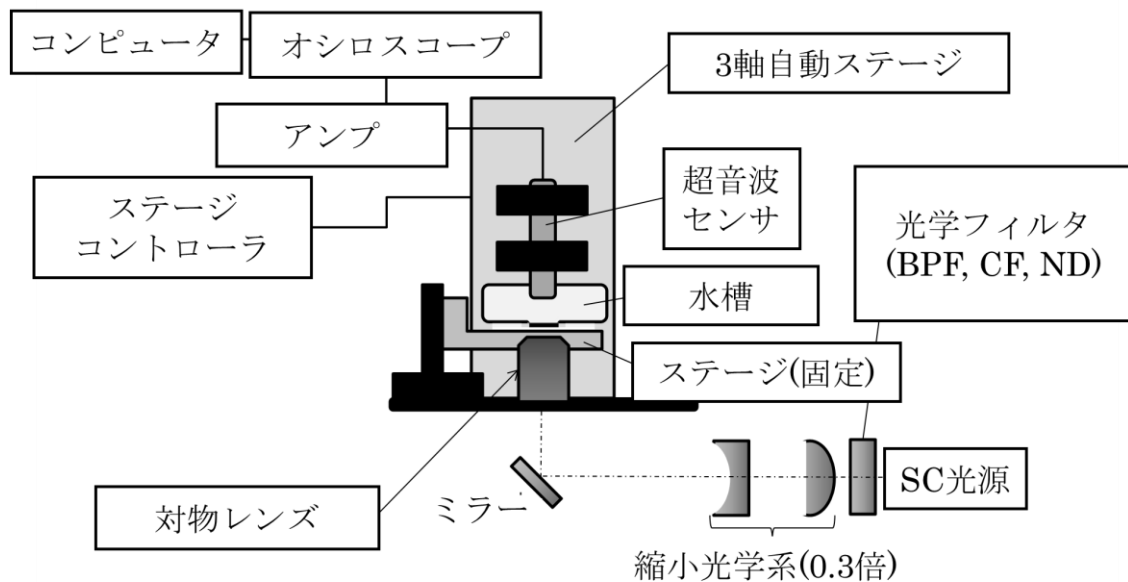 コンピュータ
オシロスコープ
3軸自動ステージ
アンプ
超音波
センサ
ステージ
コントローラ
光学フィルタ
(BPF, CF, ND)
水槽
ステージ(固定)
SC光源
対物レンズ
ミラー
縮小光学系(0.3倍)